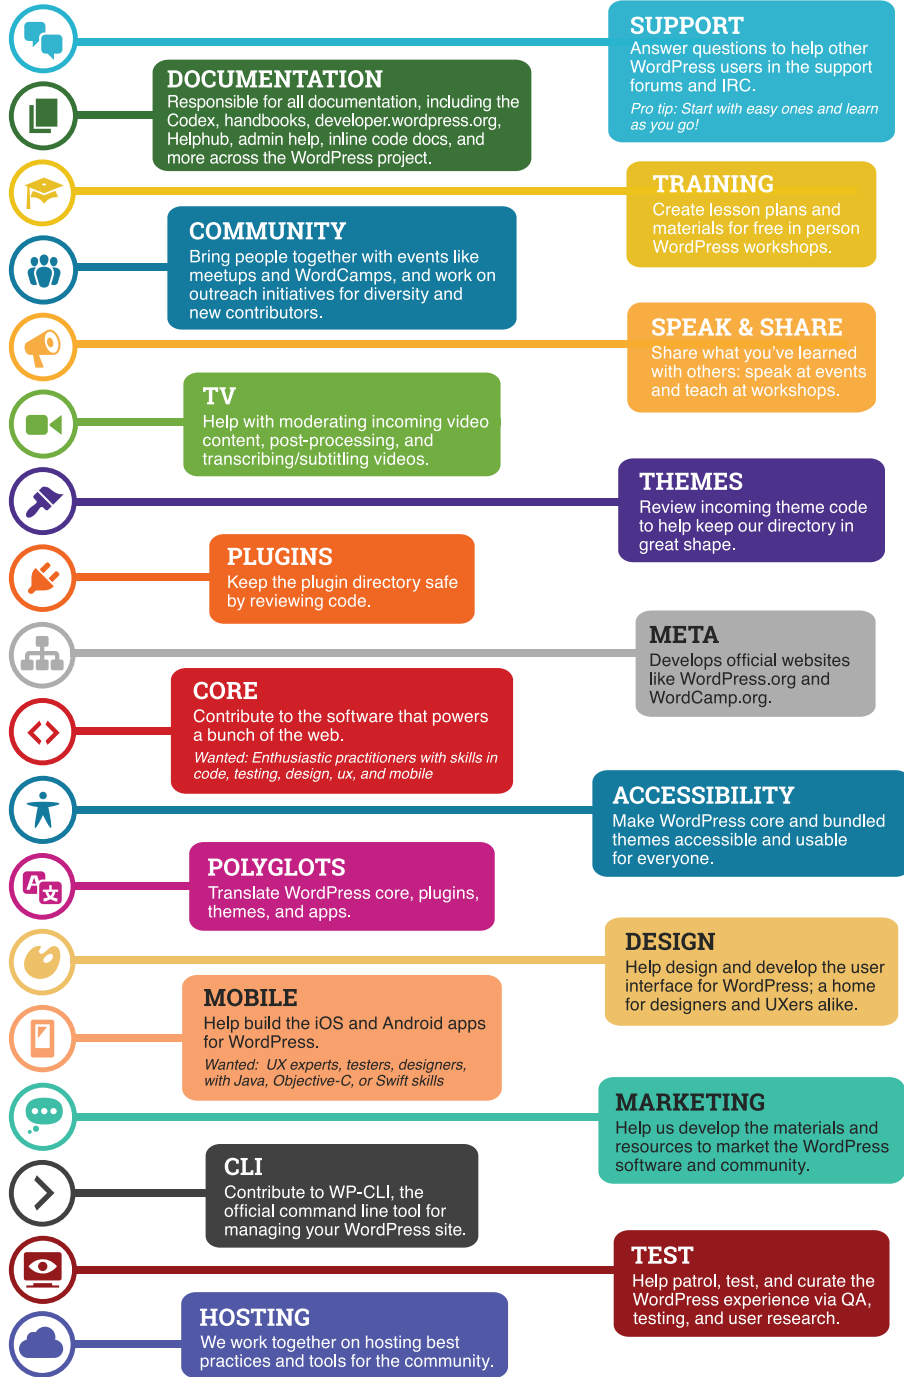 SUPPORT
Answer questions to help other
WordPress users in the support
forums and IRC.
Pro tip: Start with easy ones and learn
as you go!
DOCUMENTATION
Responsible for all documentation, including the
Codex, handbooks, developer.wordpress.org,
Helphub, admin help, inline code docs, and
more across the WordPress project.
TRAINING
Create lesson plans and
materials for free in person
WordPress workshops.
COMMUNITY
Bring people together with events like
meetups and WordCamps, and work on
outreach initiatives for diversity and
new contributors.
SPEAK & SHARE
Share what you’ve learned
with others: speak at events
and teach at workshops.
TV
Help with moderating incoming video
content, post-processing, and
transcribing/subtitling videos.
THEMES
Review incoming theme code
to help keep our directory in
great shape.
PLUGINS
Keep the plugin directory safe
by reviewing code.
META
Develops official websites
like WordPress.org and
WordCamp.org.
CORE
Contribute to the software that powers
a bunch of the web.
Wanted: Enthusiastic practitioners with skills in
code, testing, design, ux, and mobile
ACCESSIBILITY
Make WordPress core and bundled
themes accessible and usable
for everyone.
A 文
POLYGLOTS
Translate WordPress core, plugins,
themes, and apps.
DESIGN
Help design and develop the user
interface for WordPress; a home
for designers and UXers alike.
MOBILE
Help build the iOS and Android apps
for WordPress.
Wanted: UX experts, testers, designers,
with Java, Objective-C, or Swift skills
MARKETING
Help us develop the materials and
resources to market the WordPress
software and community.
CLI
Contribute to WP-CLI, the
official command line tool for
managing your WordPress site.
TEST
Help patrol, test, and curate the
WordPress experience via QA,
testing, and user research.
HOSTING
We work together on hosting best
practices and tools for the community.